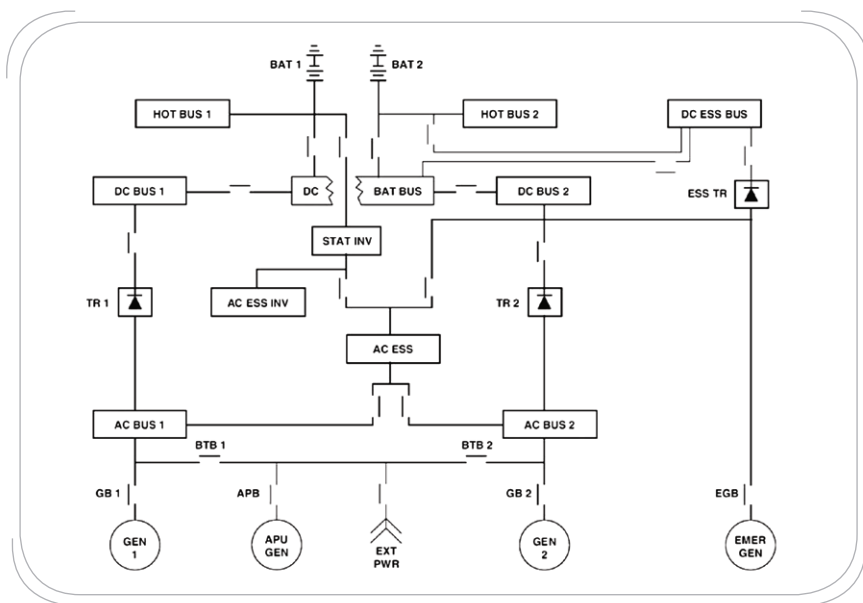 BAT 1
BAT 2
HOT BUS 1
HOT BUS 2
DC ESS BUS
DC BUS 1
DC
BAT BUS
DC BUS 2
ESS TR
STAT INV
TR 1
AC ESS INV
TR 2
AC ESS
AC BUS 1
AC BUS 2
BTB 1
BTB 2
GB 1
APB
GB 2
EGB
GEN
1
APU
GEN
EXT
PWR
GEN
2
EMER
GEN